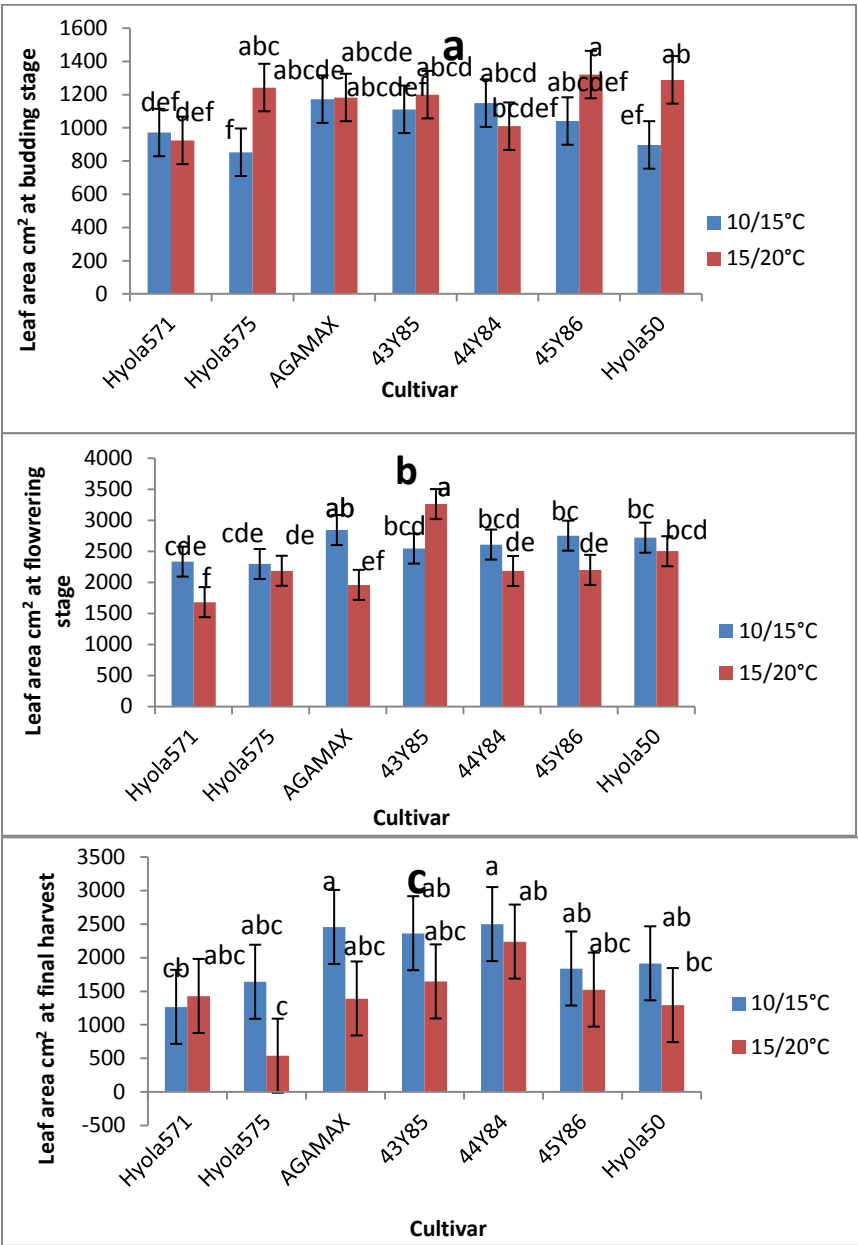 a
Leaf area cm² at budding stage
1600
1400
1200
1000
800
600
400
200
0
def def f abc abcde abcde abcdef abcd abcd bcdef abcdef a ef ab
10/15°C
15/20°C
Hyola571 Hyola575 AGAMAX 43Y85 44Y84 45Y86 Hyola50
Cultivar
b
Leaf area cm² at flowrering
stage
4000
3500
3000
2500
2000
1500
1000
500
0
cde f cde de ab ef bcd a bcd de bc de bc bcd
10/15°C
15/20°C
Hyola571 Hyola575 AGAMAX 43Y85 44Y84 45Y86 Hyola50
Cultivar
c
Leaf area cm² at final harvest
3500
3000
2500
2000
1500
1000
500
0
-500
cb abc abc c a abc ab abc a ab ab abc ab bc
10/15°C
15/20°C
Hyola571 Hyola575 AGAMAX 43Y85 44Y84 45Y86 Hyola50
Cultivar